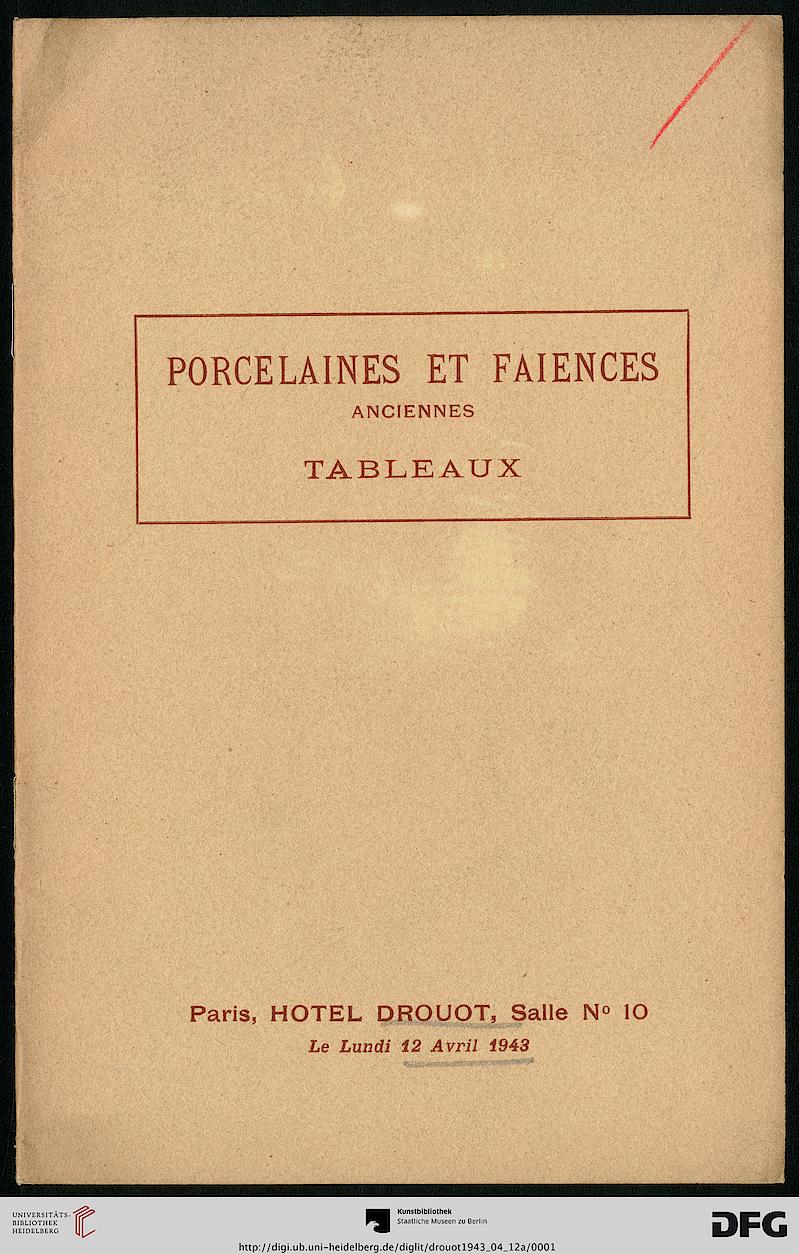 PORCELAINES ET FAIENCES
ANCIENNES
TABLEAUX
Paris, HOTEL DROUOT, Salle Nº 10
Le Lundi 12 Avril 1943
UNIVERSITÄTS-
BIBLIOTHEK
HEIDELBERG
Kunstbibliothek
Staatliche Museen zu Berlin
DFG
http://digi.ub.uni-heidelberg.de/diglit/drouot1943_04_12a/0001